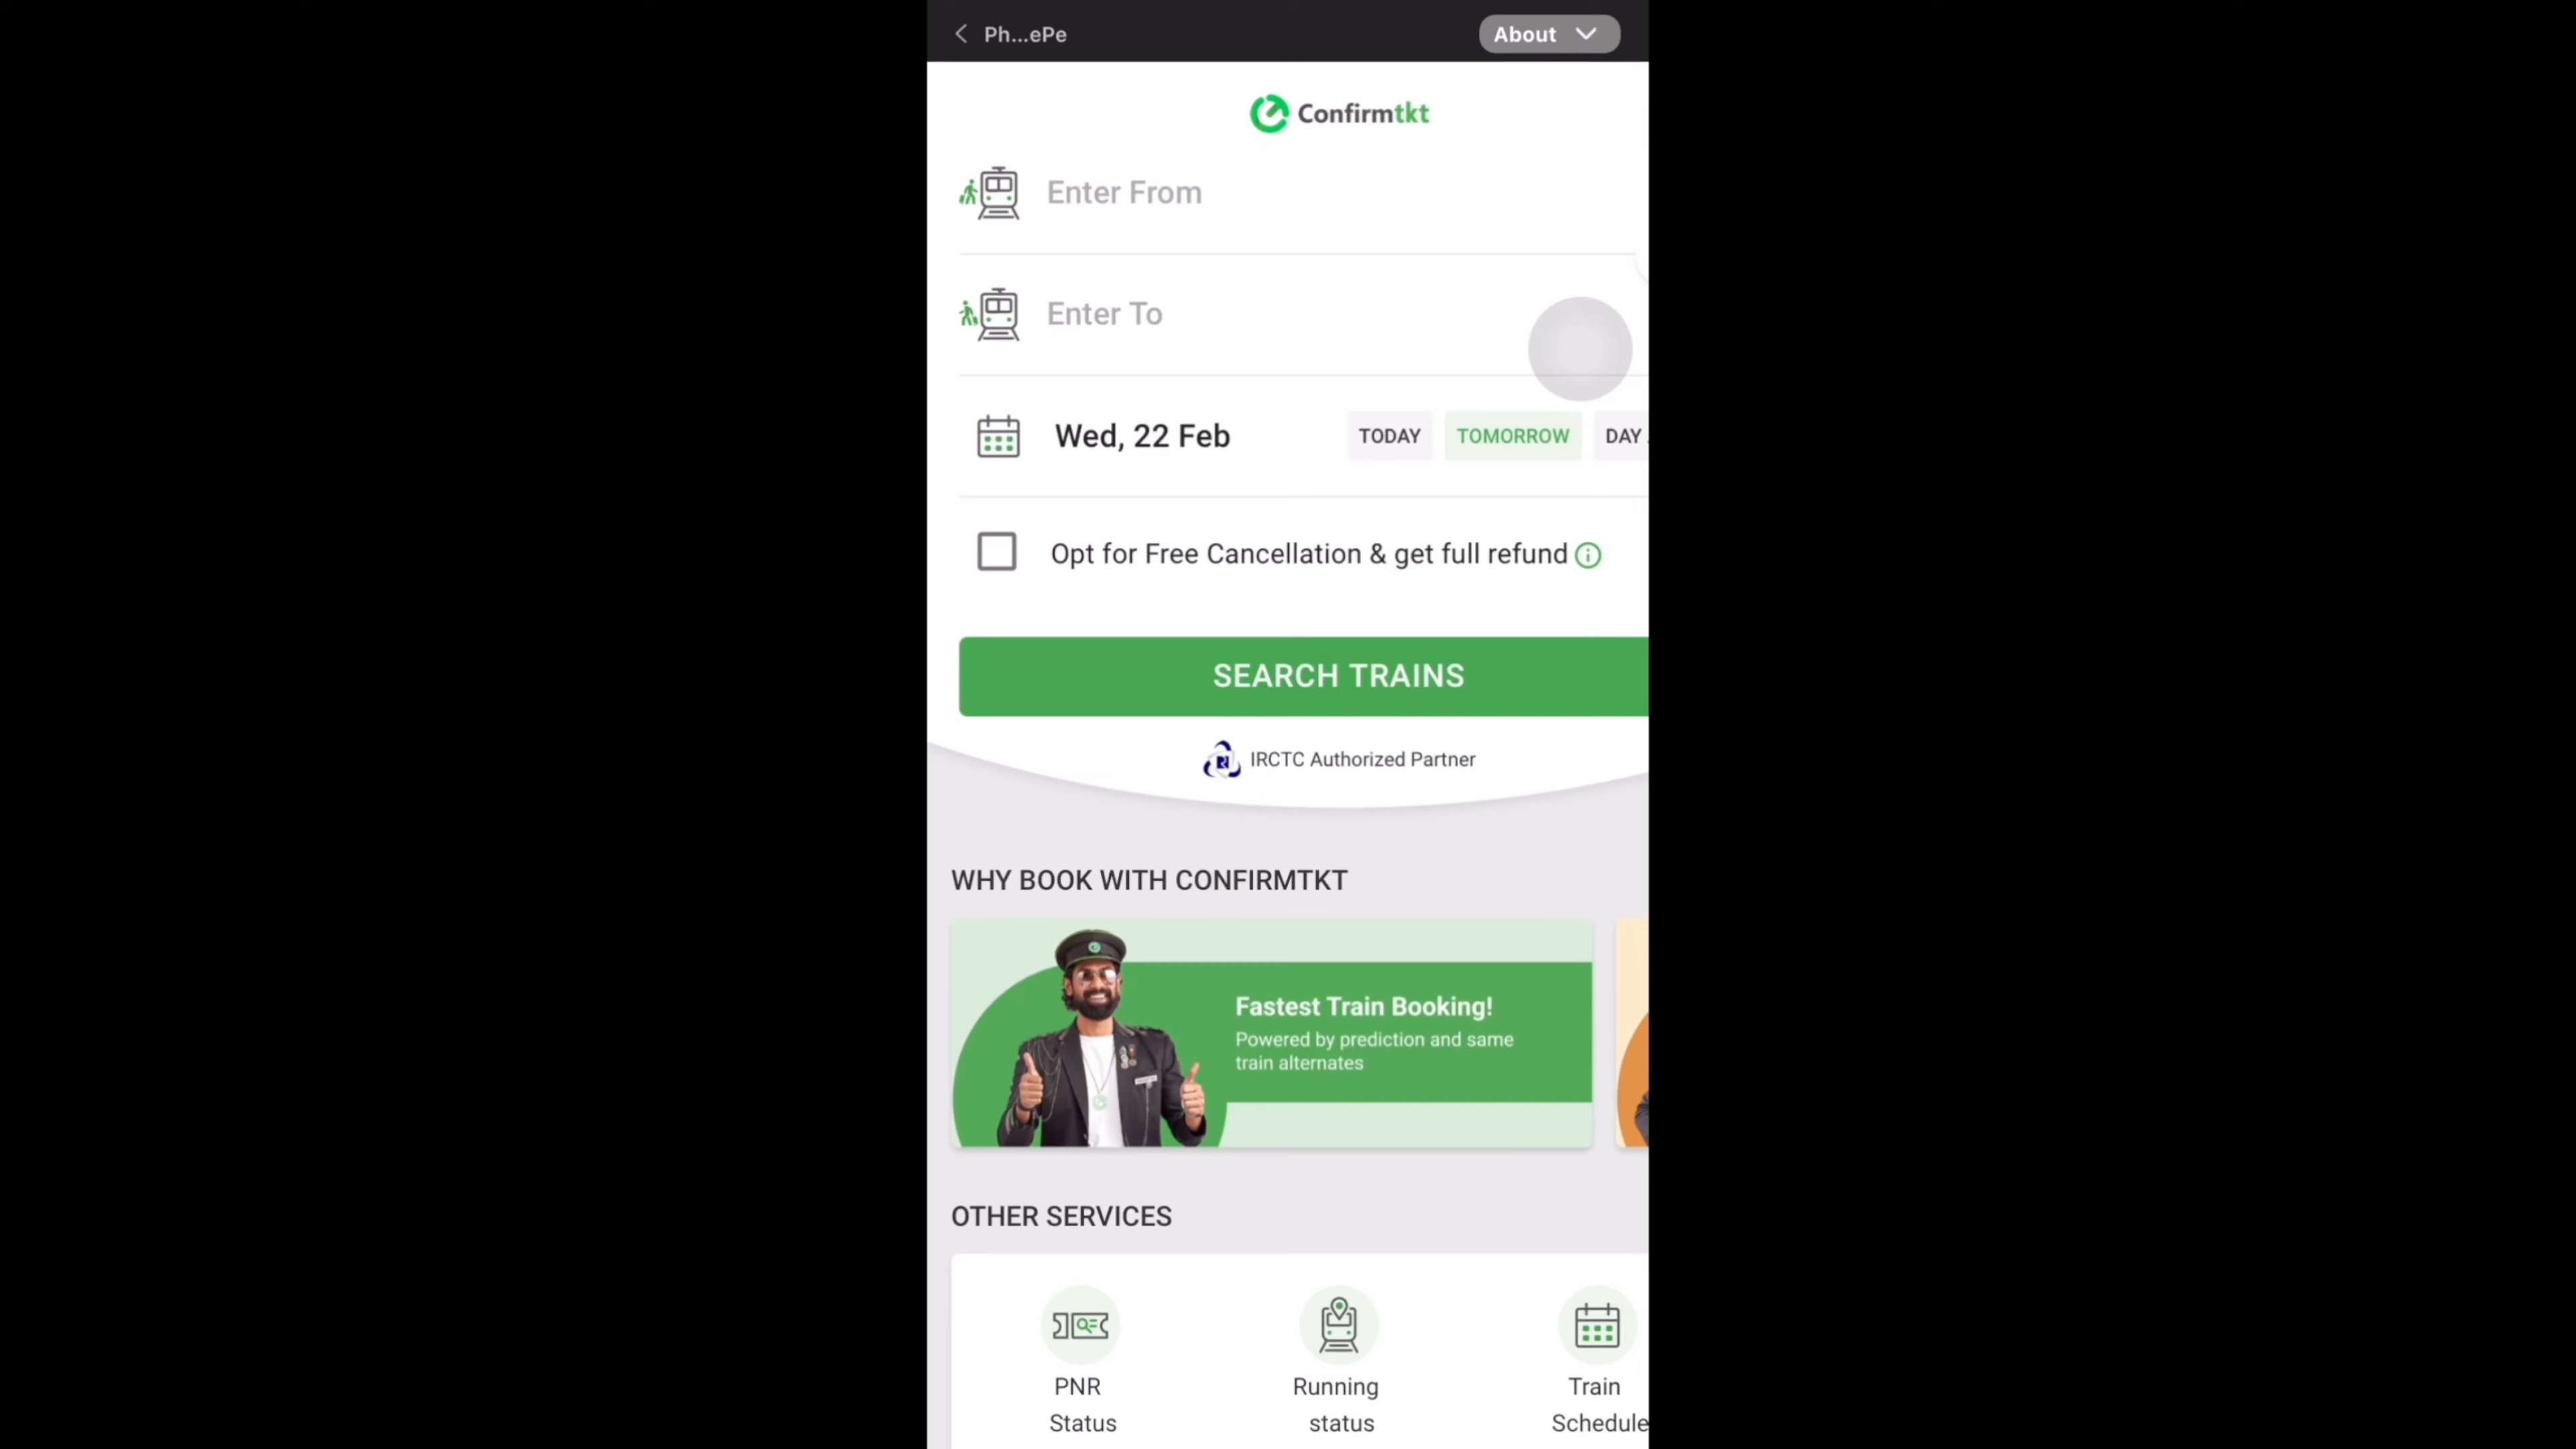 Ph...ePe
About
Confirmtkt
Enter From
Enter To
Wed, 22 Feb
TODAY
TOMORROW
DAY
Opt for Free Cancellation & get full refund
SEARCH TRAINS
IRCTC Authorized Partner
WHY BOOK WITH CONFIRMTKT
Fastest Train Booking!
Powered by prediction and same
train alternates
OTHER SERVICES
PNR
Status
Running
status
Train
Schedule